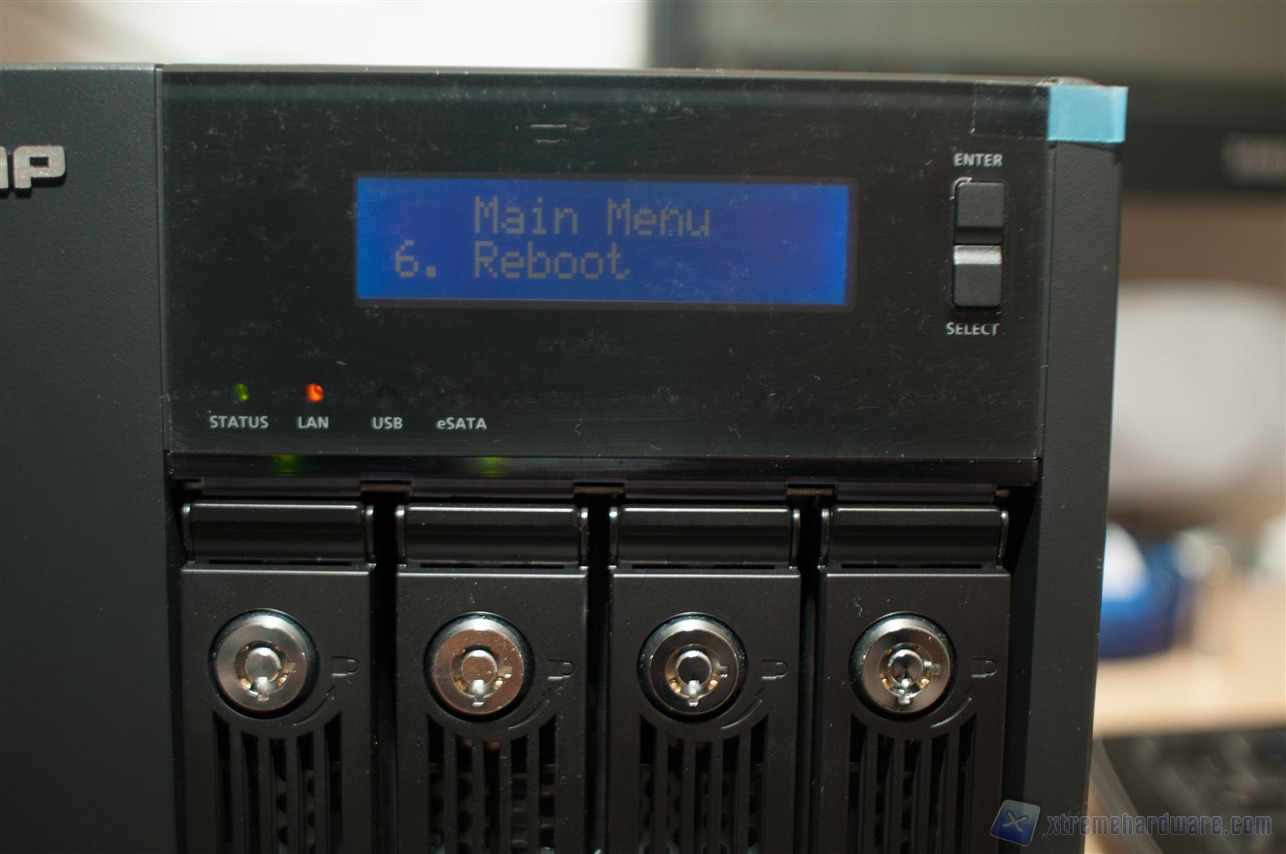 ENTER
Main Menu
6. Reboot
SELECT
STATUS LAN USB eSATA
xtremehardware.com